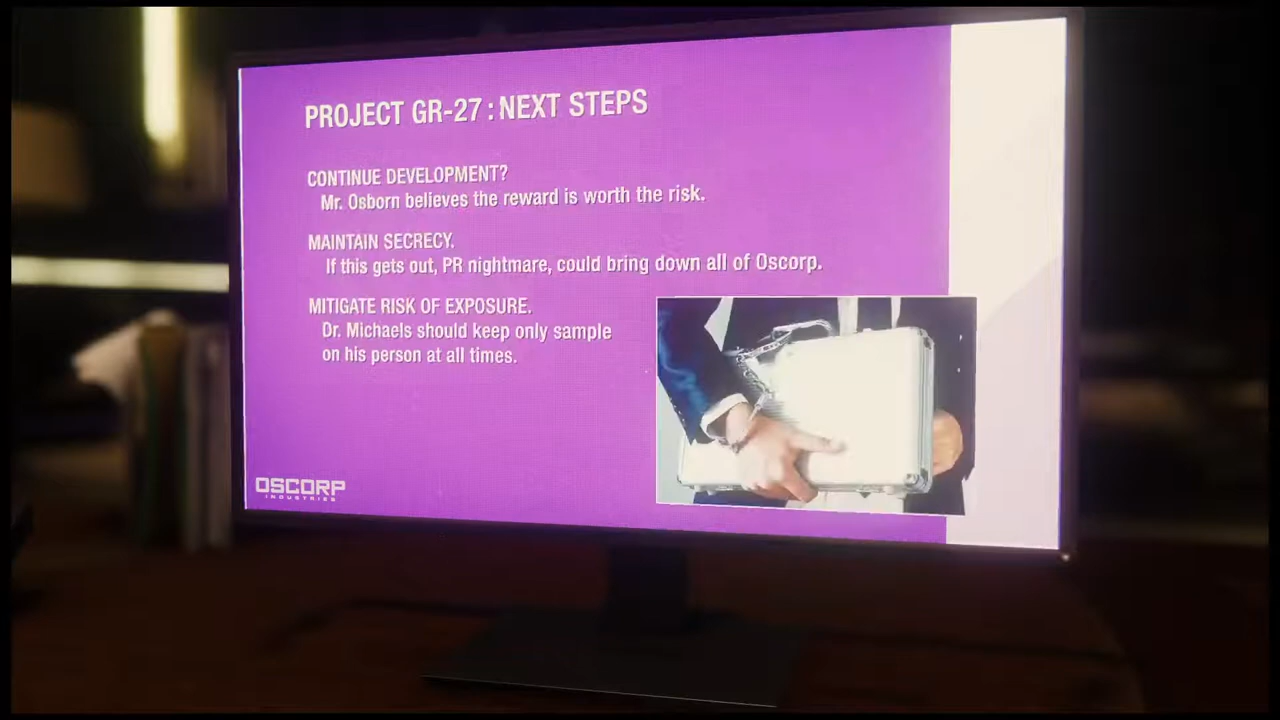 PROJECT GR-27 : NEXT STEPS
CONTINUE DEVELOPMENT?
Mr. Osborn believes the reward is worth the risk.
MAINTAIN SECRECY.
If this gets out, PR nightmare, could bring down all of Oscorp.
MITIGATE RISK OF EXPOSURE.
Dr. Michaels should keep only sample
on his person at all times.
OSCORP
INDUSTRIES